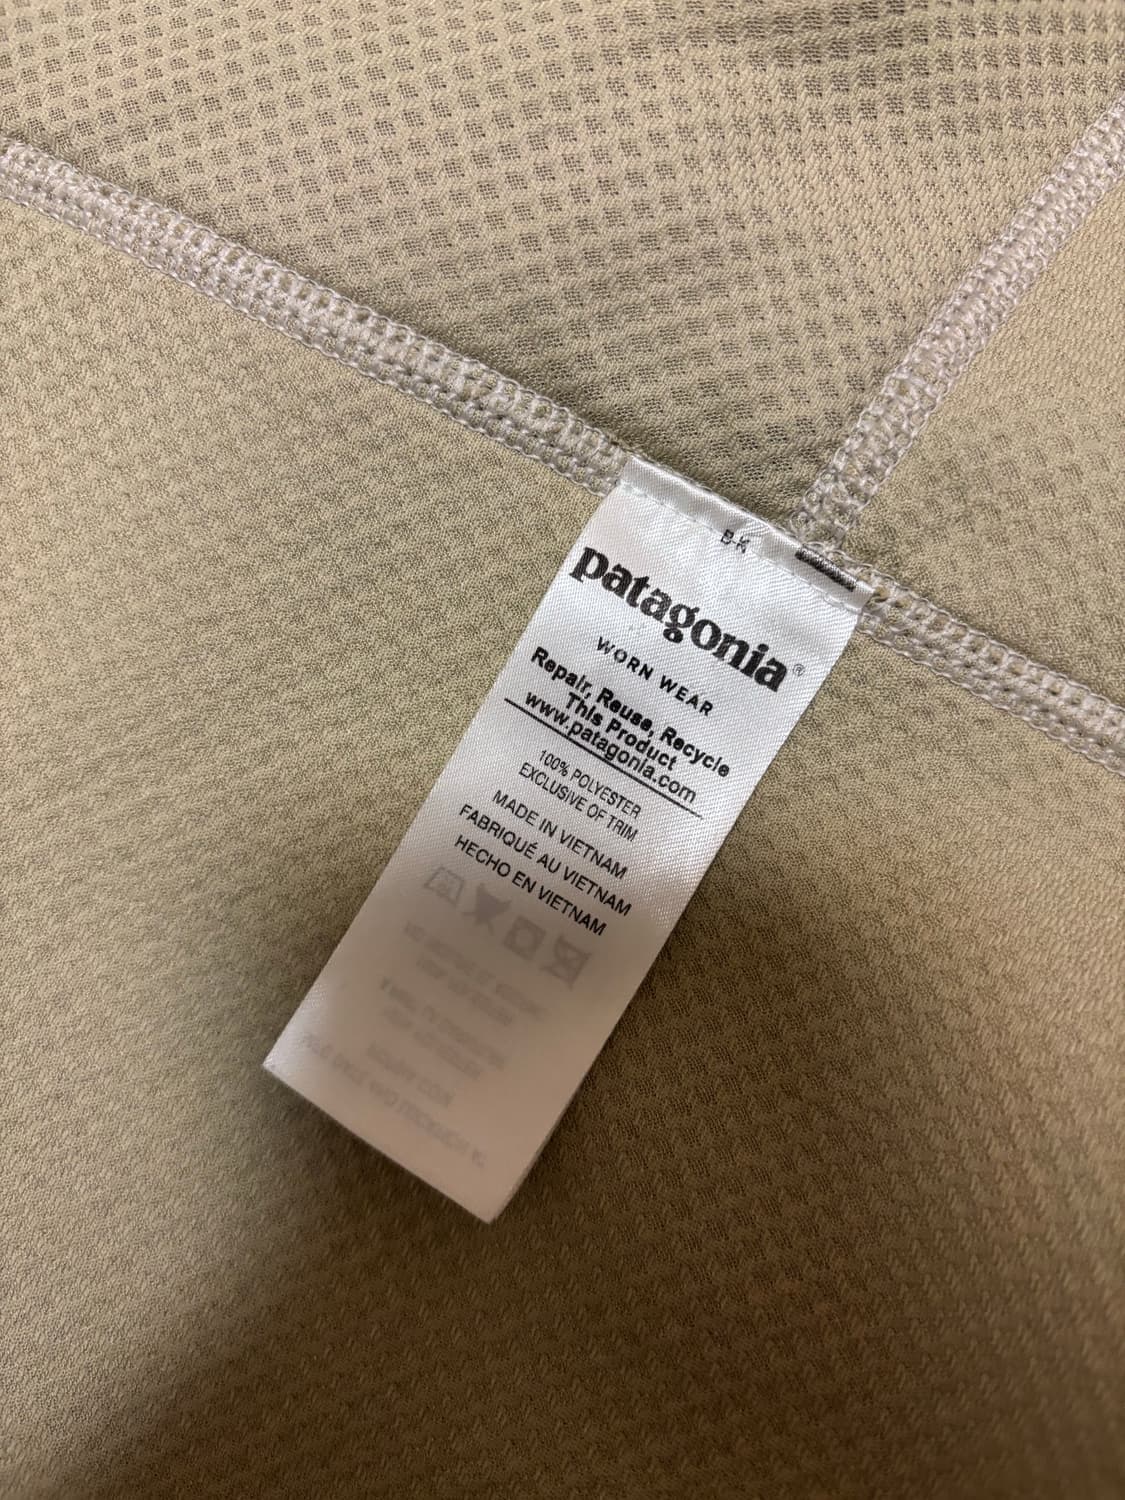 B-K
patagonia®
WORN WEAR
Repair, Reuse, Recycle
This Product
www.patagonia.com
100% POLYESTER
EXCLUSIVE OF TRIM
MADE IN VIETNAM
FABRIQUÉ AU VIETNAM
HECHO EN VIETNAM